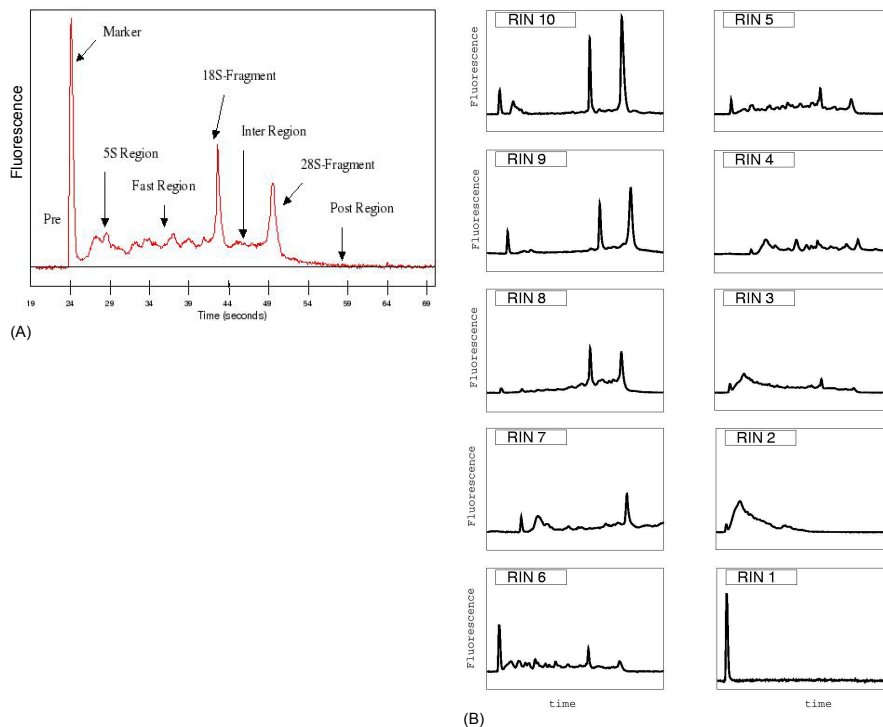 Marker
18S-Fragment
Inter Region
5S Region
Fast Region
28S-Fragment
Pre
Post Region
Fluorescence
19 24 29 34 39 44 49 54 59 64 69
Time (seconds)
(A)
RIN 10
RIN 5
Fluorescence
RIN 9
RIN 4
Fluorescence
RIN 8
RIN 3
Fluorescence
RIN 7
RIN 2
Fluorescence
RIN 6
RIN 1
Fluorescence
time
time
(B)